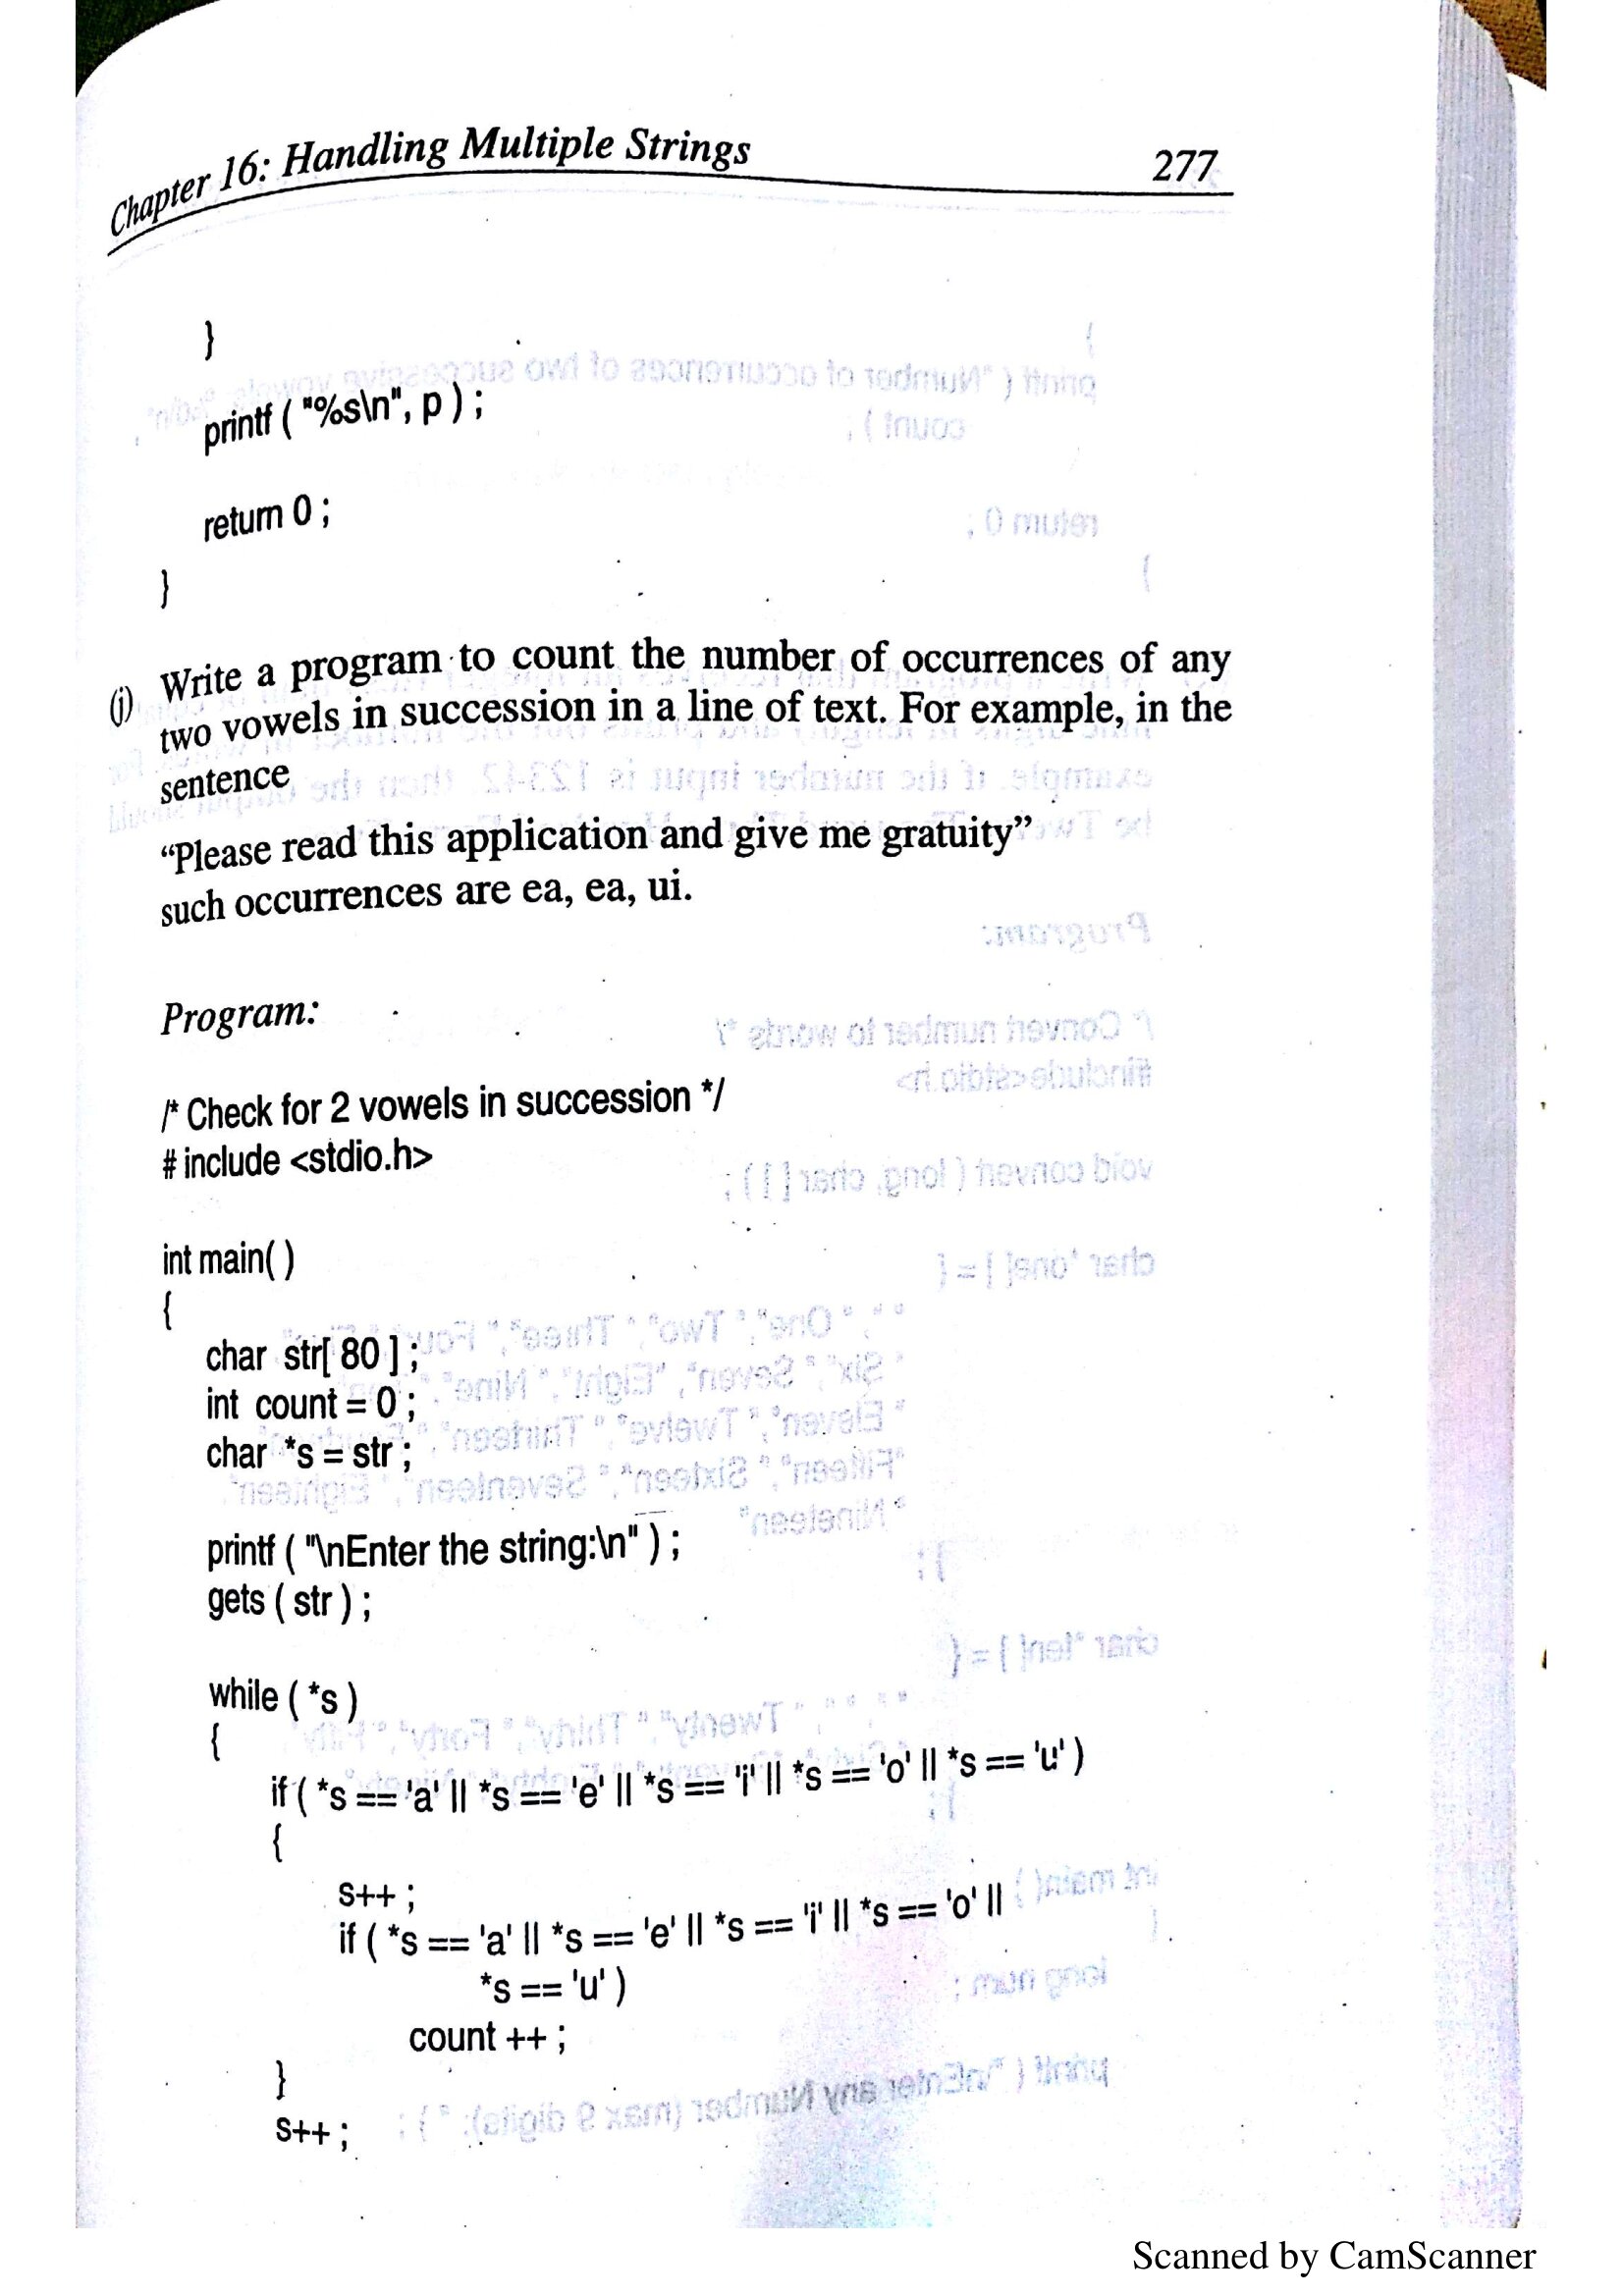 Chapter 16: Handling Multiple Strings 277
}
printf ( "%s\n", p ) ;
return 0 ;
}
(j) Write a program to count the number of occurrences of any
two vowels in succession in a line of text. For example, in the
sentence
“Please read this application and give me gratuity”
such occurrences are ea, ea, ui.
Program:
/* Check for 2 vowels in succession */
# include <stdio.h>
int main( )
{
char str[ 80 ] ;
int count = 0 ;
char *s = str ;
printf ( "\nEnter the string:\n" ) ;
gets ( str ) ;
while ( *s )
{
if ( *s == 'a' || *s == 'e' || *s == 'i' || *s == 'o' || *s == 'u' )
{
s++ ;
if ( *s == 'a' || *s == 'e' || *s == 'i' || *s == 'o' ||
*s == 'u' )
count ++ ;
}
s++ ;
Scanned by CamScanner